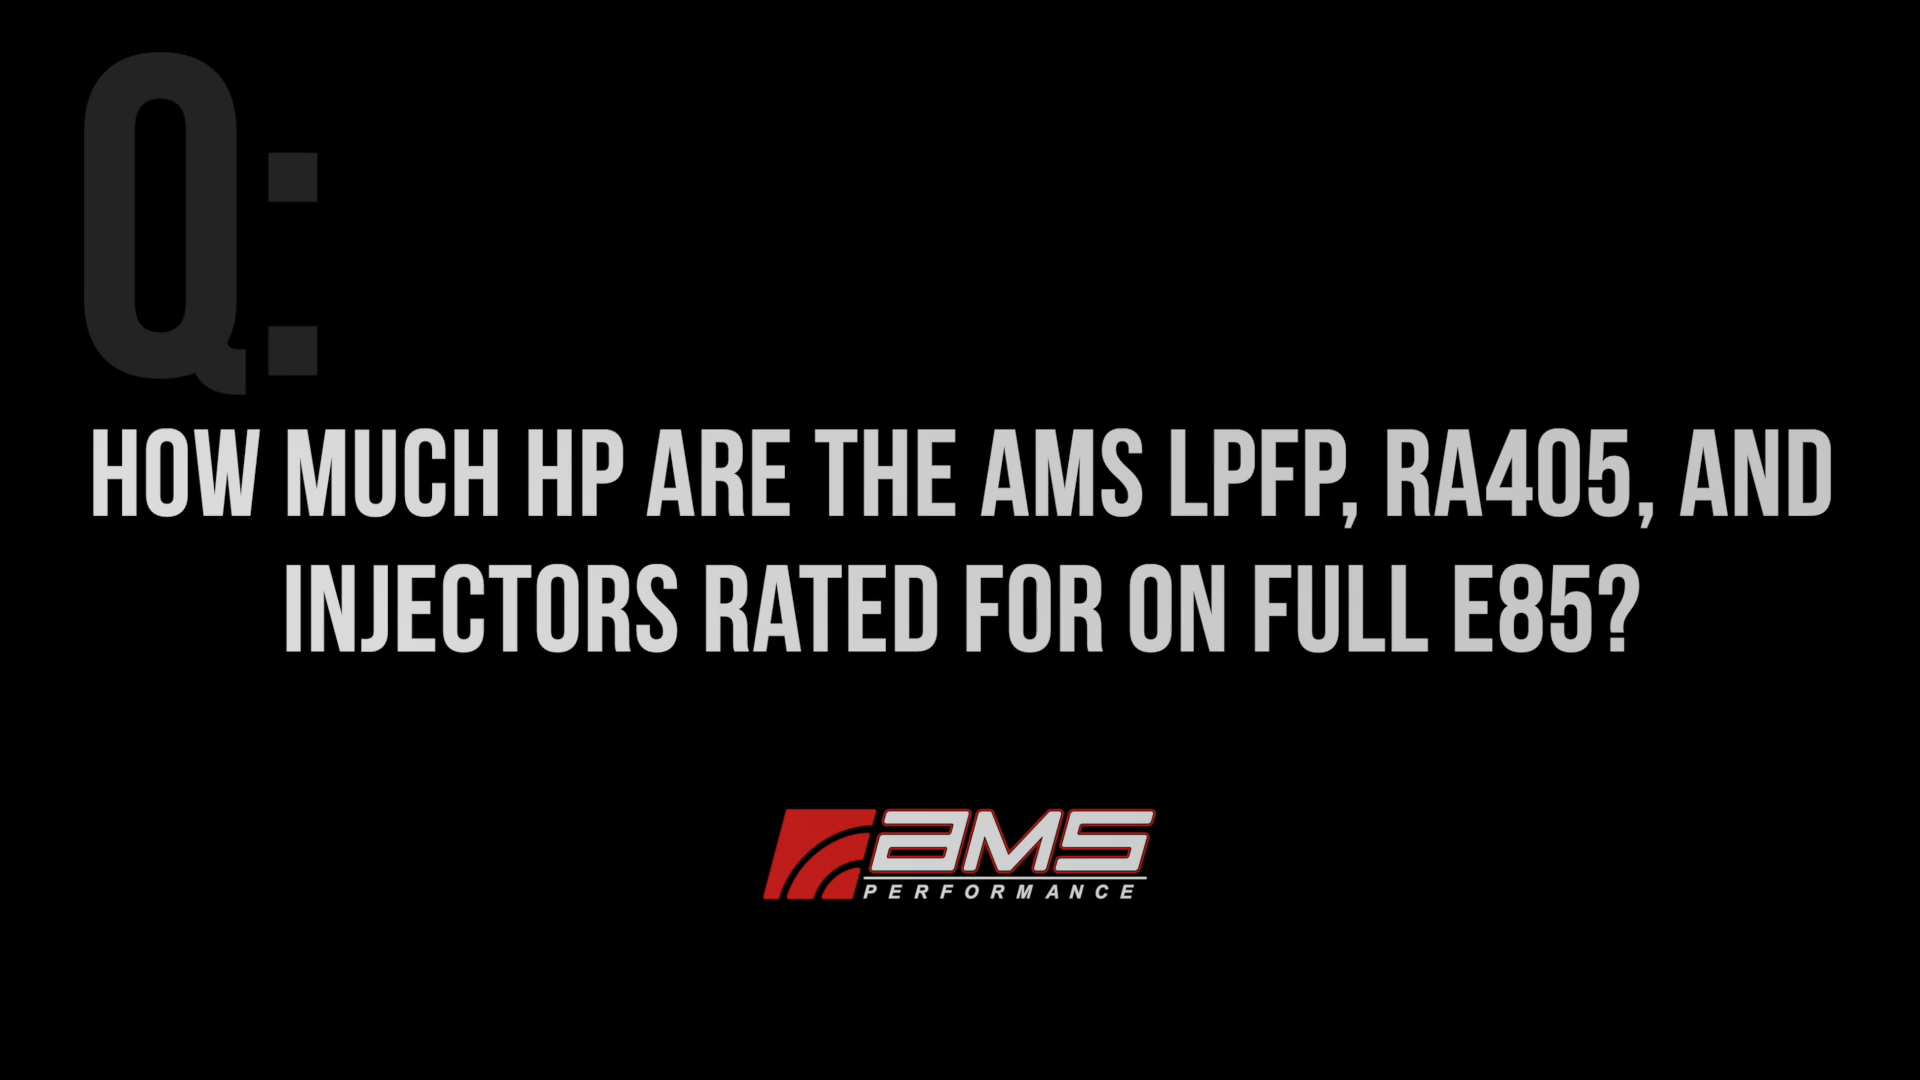 Q:
HOW MUCH HP ARE THE AMS LPFP, RA405, AND
INJECTORS RATED FOR ON FULL E85?
AMS
PERFORMANCE